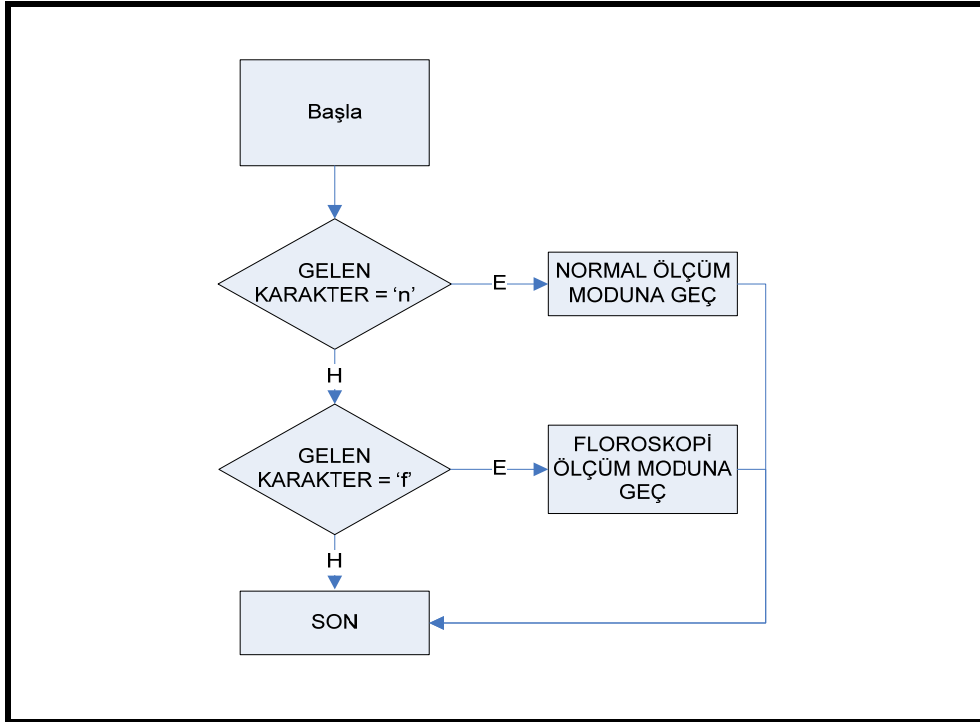 Başla
GELEN
KARAKTER = ‘n’
E
NORMAL ÖLÇÜM
MODUNA GEÇ
H
GELEN
KARAKTER = ‘f’
E
FLOROSKOPİ
ÖLÇÜM MODUNA
GEÇ
H
SON